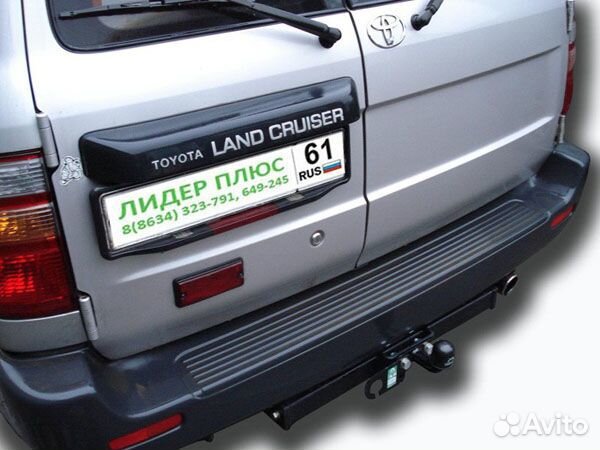 TOYOTA LAND CRUISER
ЛИДЕР ПЛЮС
8(8634) 323-791, 649-245
61
RUS
Avito